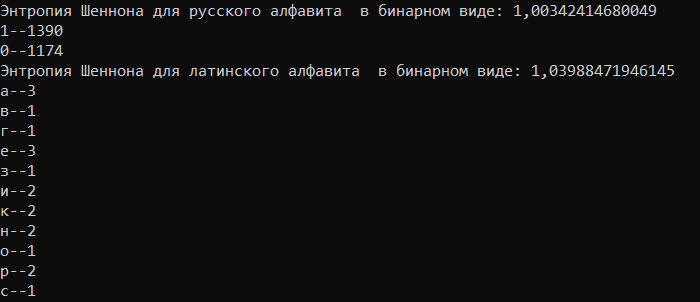 Энтропия Шеннона для русского алфавита  в бинарном виде: 1,00342414680049
1--1390
0--1174
Энтропия Шеннона для латинского алфавита  в бинарном виде: 1,03988471946145
а--3
в--1
г--1
е--3
з--1
и--2
к--2
н--2
о--1
р--2
с--1